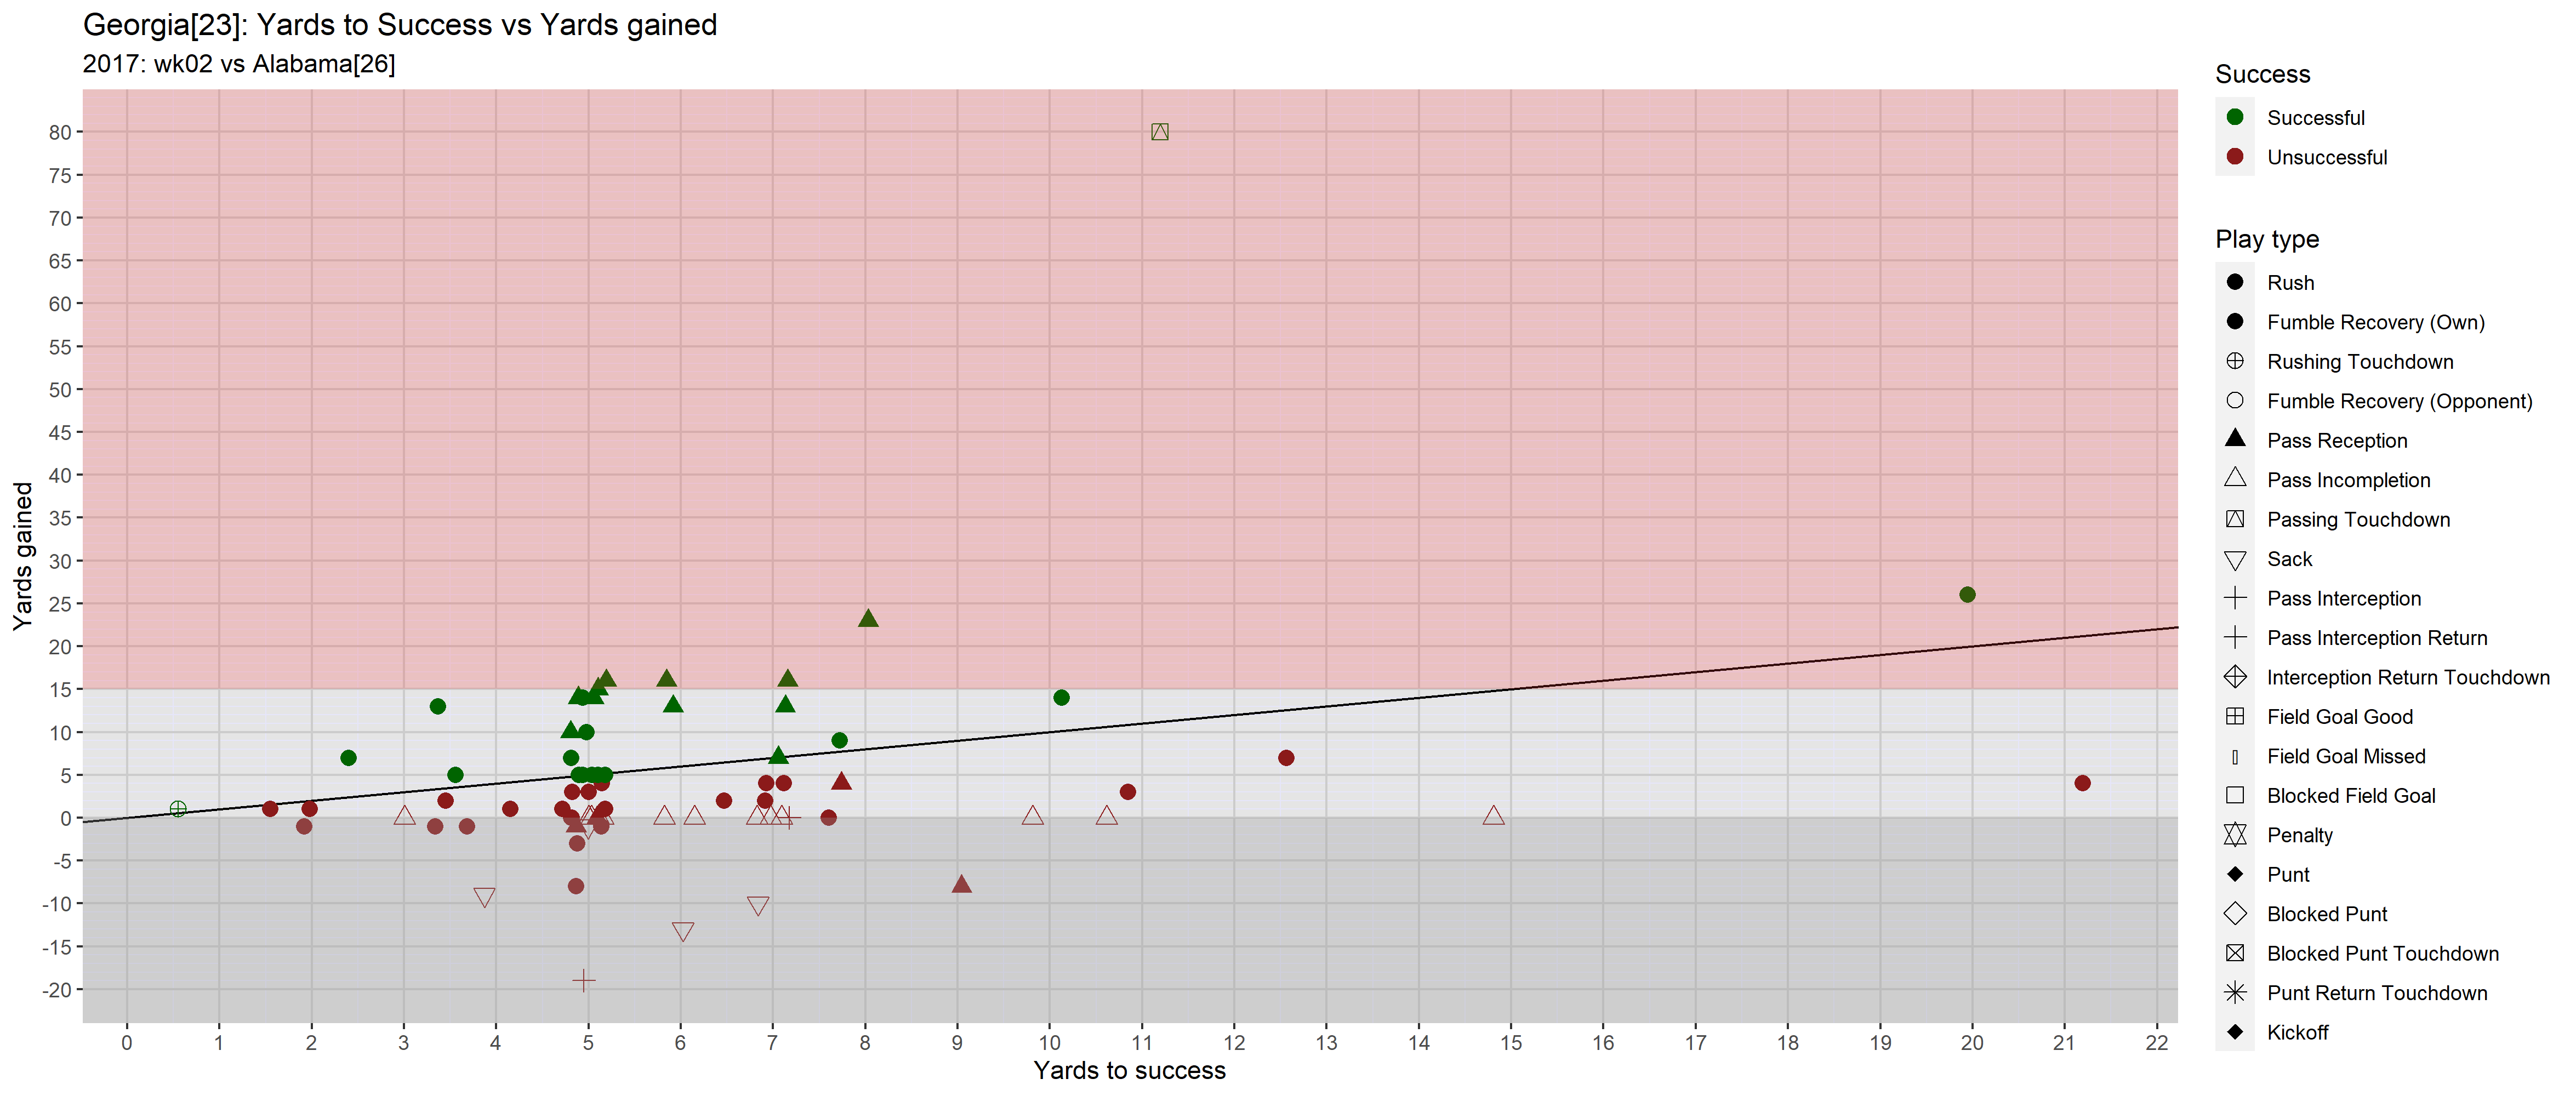 Georgia[23]: Yards to Success vs Yards gained
2017: wk02 vs Alabama[26]
Yards gained
80
75
70
65
60
55
50
45
40
35
30
25
20
15
10
5
0
-5
-10
-15
-20
0 1 2 3 4 5 6 7 8 9 10 11 12 13 14 15 16 17 18 19 20 21 22
Yards to success
Success
Successful
Unsuccessful
Play type
Rush
Fumble Recovery (Own)
Rushing Touchdown
Fumble Recovery (Opponent)
Pass Reception
Pass Incompletion
Passing Touchdown
Sack
Pass Interception
Pass Interception Return
Interception Return Touchdown
Field Goal Good
Field Goal Missed
Blocked Field Goal
Penalty
Punt
Blocked Punt
Blocked Punt Touchdown
Punt Return Touchdown
Kickoff